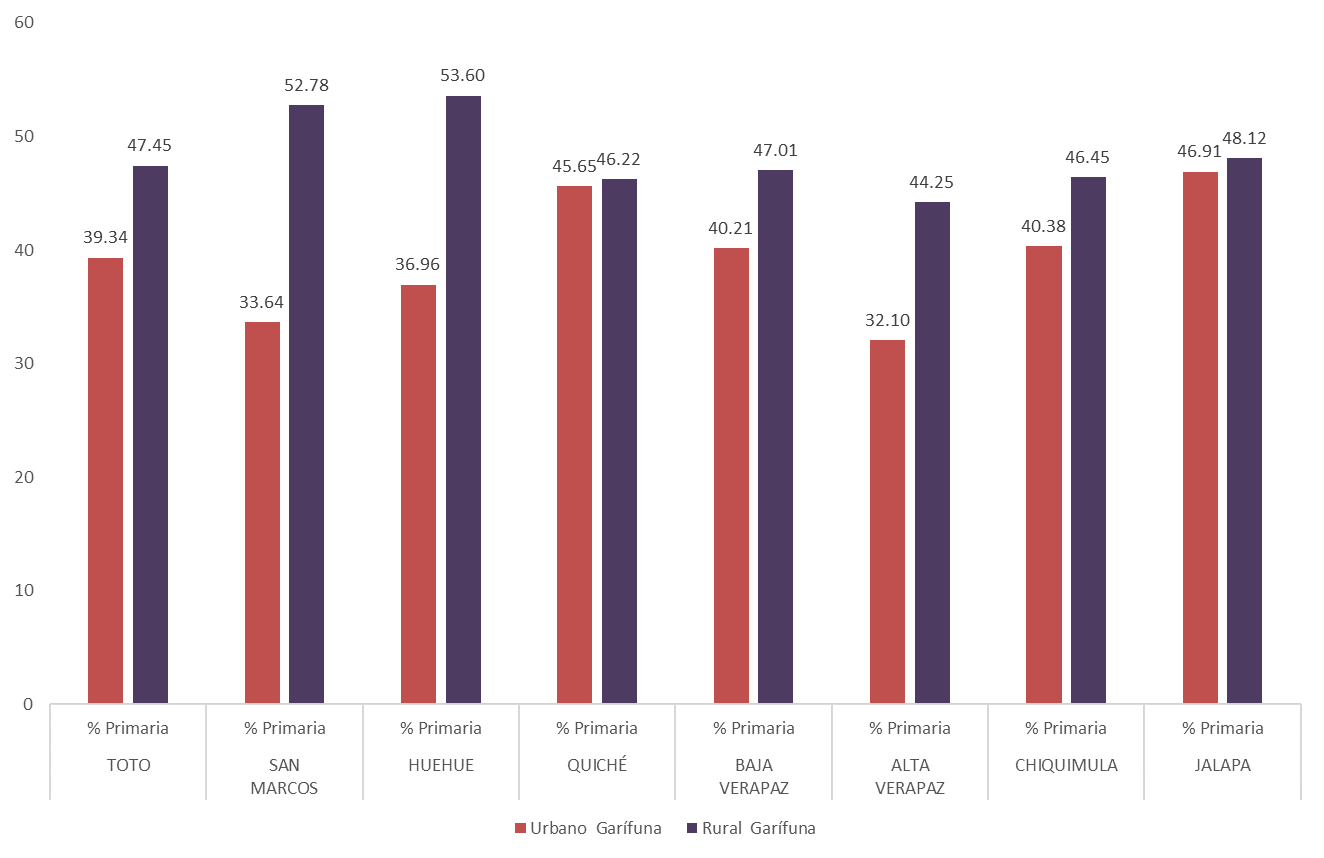 60
50
40
30
20
10
0
39.34
47.45
33.64
52.78
36.96
53.60
45.65
46.22
40.21
47.01
32.10
44.25
40.38
46.45
46.91
48.12
% Primaria % Primaria % Primaria % Primaria % Primaria % Primaria % Primaria % Primaria
TOTO
SAN
MARCOS
HUEHUE
QUICHÉ
BAJA
VERAPAZ
ALTA
VERAPAZ
CHIQUIMULA
JALAPA
Urbano Garífuna Rural Garífuna